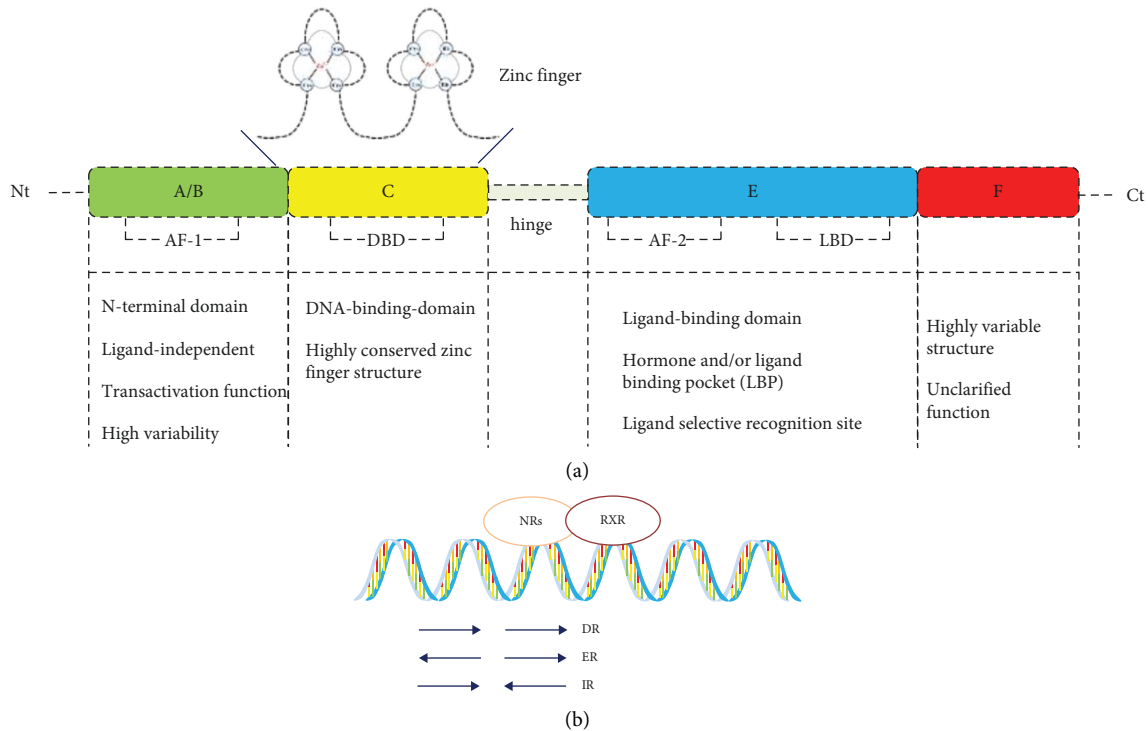 Zinc finger
Nt
A/B
C
E
F
Ct
hinge
AF-1
DBD
AF-2
LBD
N-terminal domain
Ligand-independent
Transactivation function
High variability
DNA-binding-domain
Highly conserved zinc
finger structure
Ligand-binding domain
Hormone and/or ligand
binding pocket (LBP)
Ligand selective recognition site
Highly variable
structure
Unclarified
function
(a)
NRs
RXR
DR
ER
IR
(b)